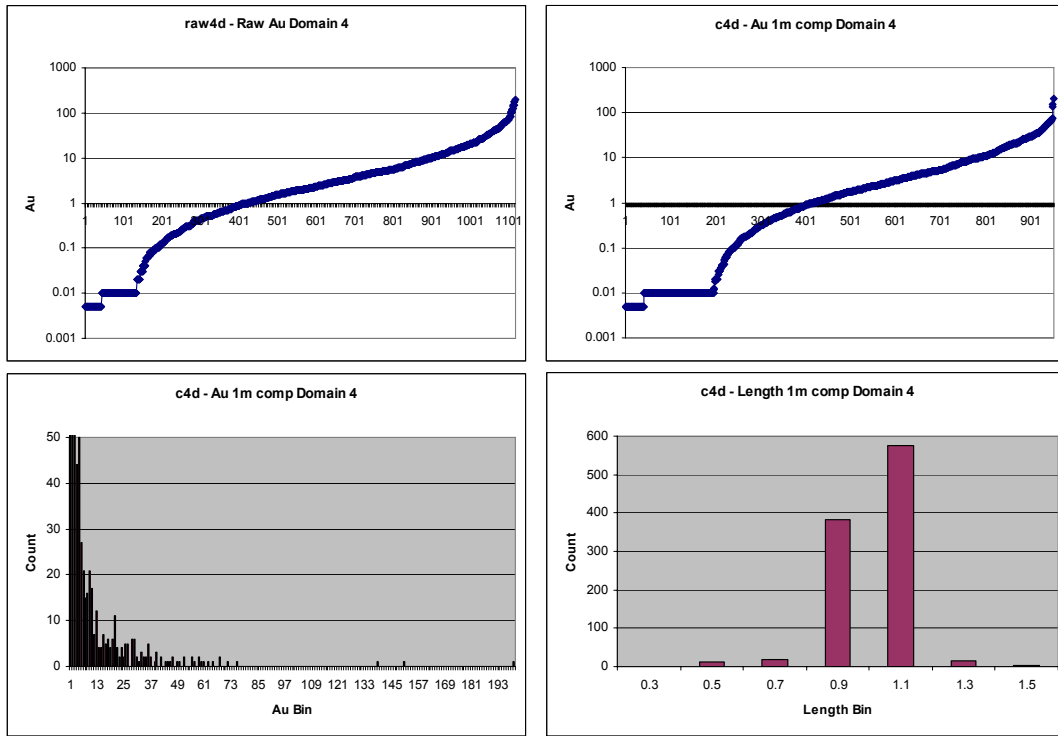 raw4d - Raw Au Domain 4
Au
1000
100
10
1
0.1
0.01
0.001
1 101 201 301 401 501 601 701 801 901 1001 1101
c4d - Au 1m comp Domain 4
Au
1000
100
10
1
0.1
0.01
0.001
1 101 201 301 401 501 601 701 801 901
c4d - Au 1m comp Domain 4
Count
50
40
30
20
10
0
1 13 25 37 49 61 73 85 97 109 121 133 145 157 169 181 193
Au Bin
c4d - Length 1m comp Domain 4
Count
600
500
400
300
200
100
0
0.3 0.5 0.7 0.9 1.1 1.3 1.5
Length Bin